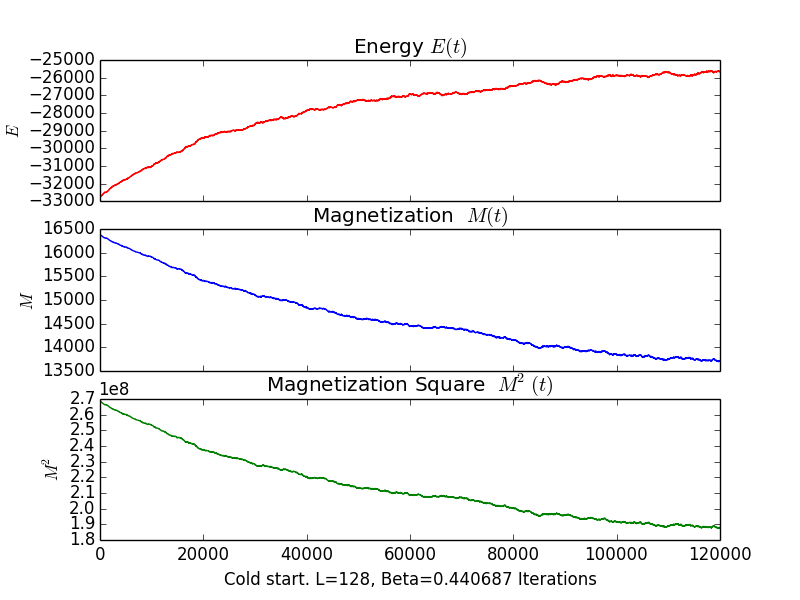 Energy E(t)
−25000
−26000
−27000
−28000
−29000
−30000
−31000
−32000
−33000
E
Magnetization M(t)
16500
16000
15500
15000
14500
14000
13500
M
Magnetization Square M² (t)
1e8
2.7
2.6
2.5
2.4
2.3
2.2
2.1
2.0
1.9
1.8
M²
0 20000 40000 60000 80000 100000 120000
Cold start. L=128, Beta=0.440687 Iterations